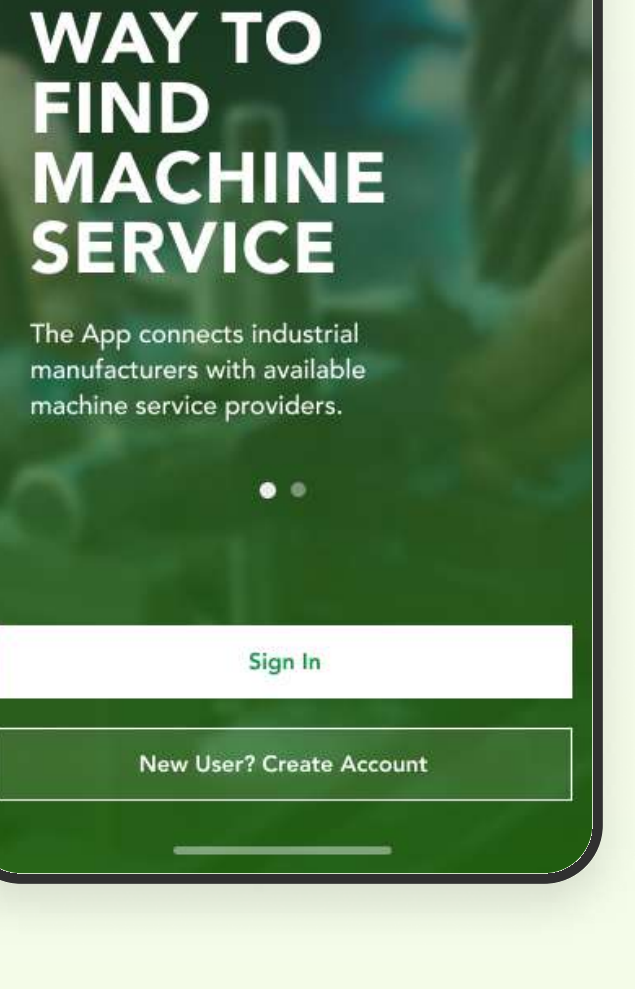 WAY TO
FIND
MACHINE
SERVICE
The App connects industrial
manufacturers with available
machine service providers.
Sign In
New User? Create Account